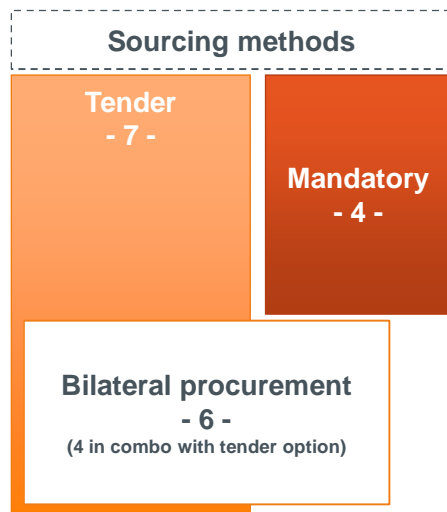 Sourcing methods
Tender
- 7 -
Mandatory
- 4 -
Bilateral procurement
- 6 -
(4 in combo with tender option)